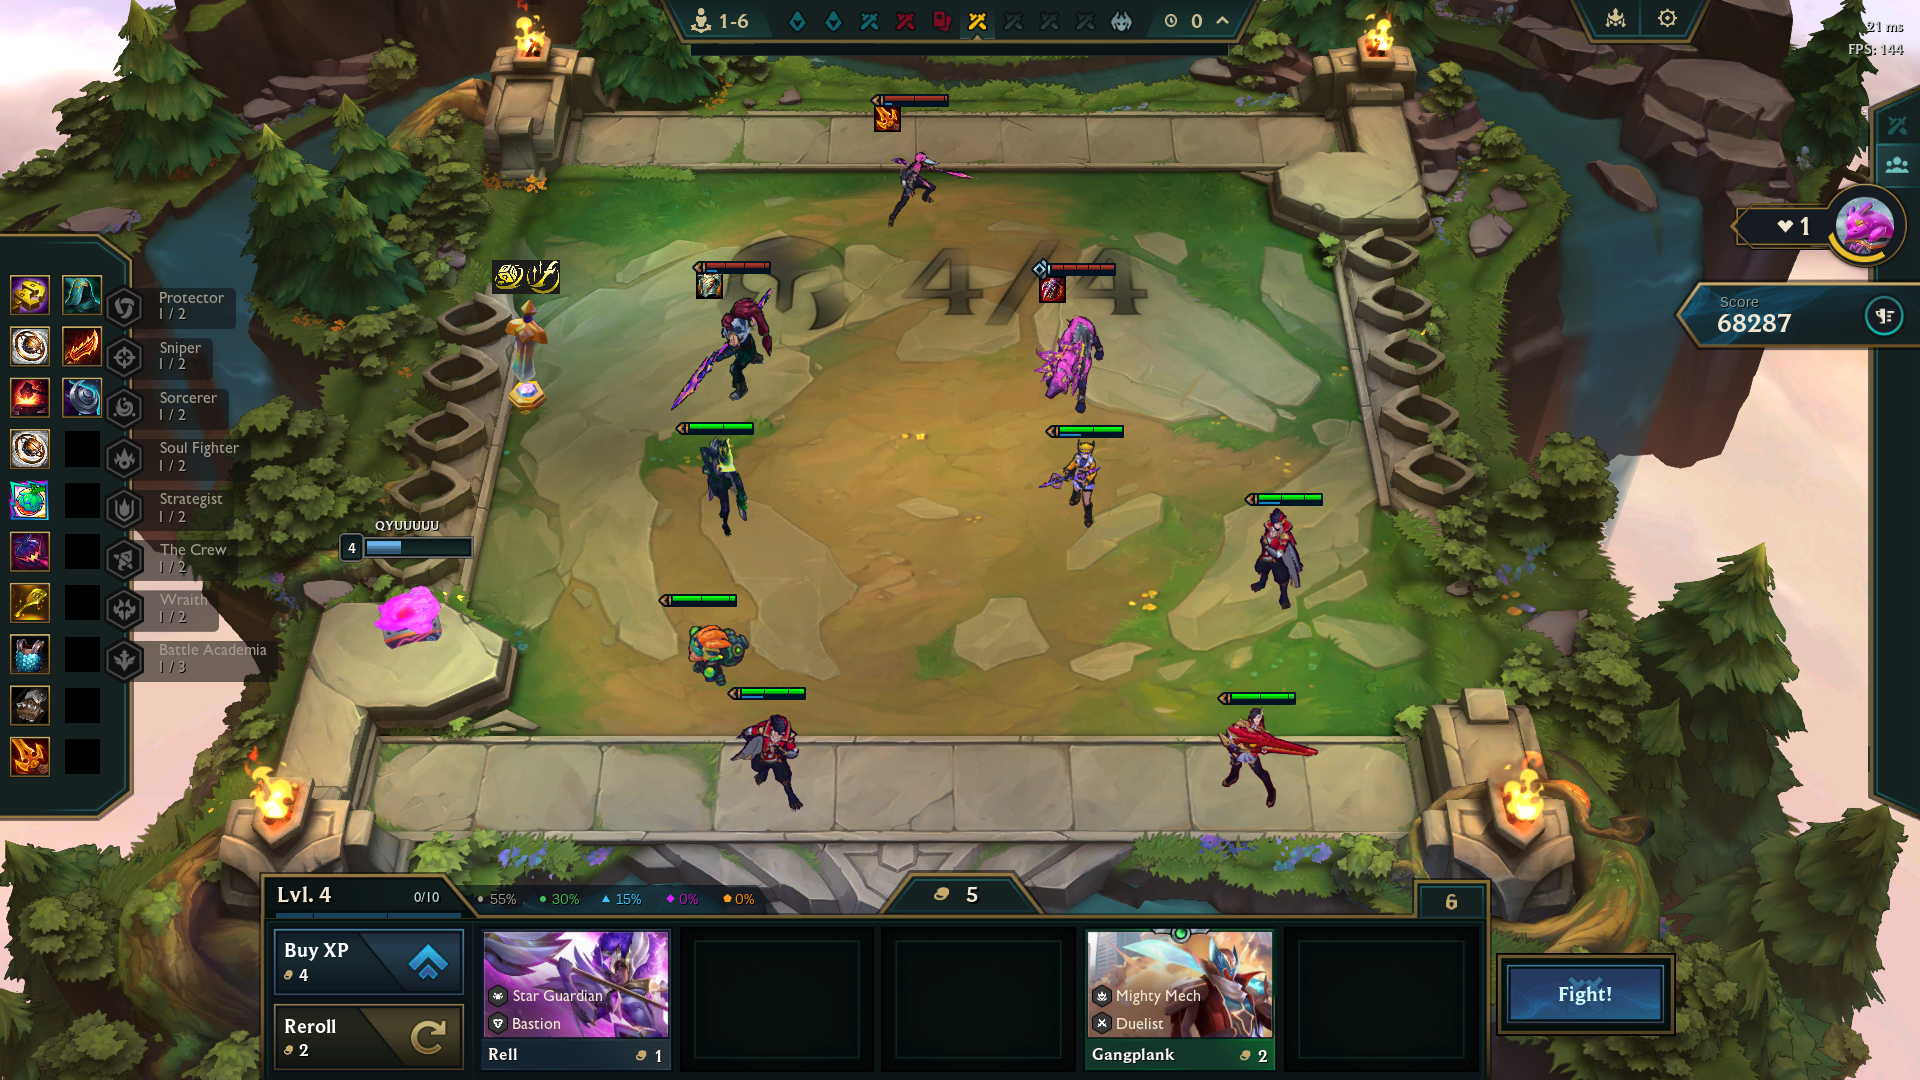 1-6
0
21 ms
FPS: 144
4/4
1
Score
68287
Protector
1 / 2
Sniper
1 / 2
Sorcerer
1 / 2
Soul Fighter
1 / 2
Strategist
1 / 2
The Crew
1 / 2
Wraith
1 / 2
Battle Academia
1 / 3
QYUUUUU
4
Lvl. 4
0/10
55%
30%
15%
0%
0%
5
6
Buy XP
4
Reroll
2
Star Guardian
Bastion
Rell
1
Mighty Mech
Duelist
Gangplank
2
Fight!